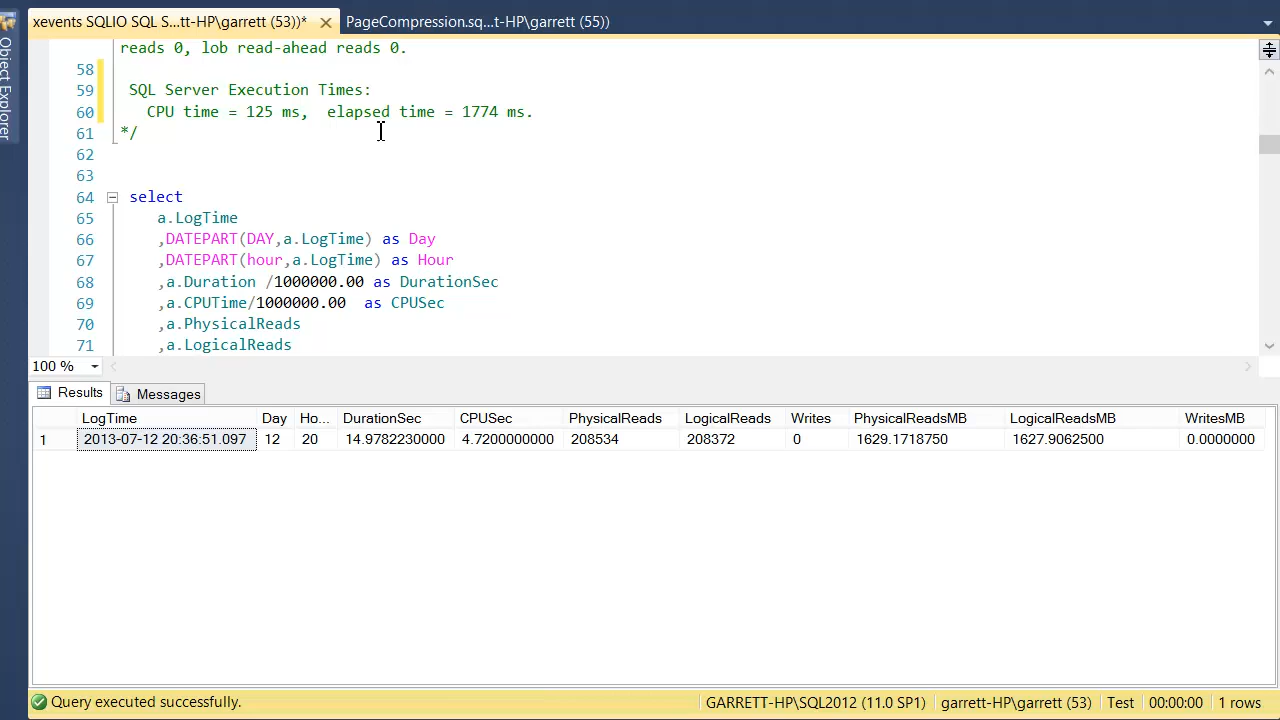 xevents SQLIO SQL S...tt-HP\garrett (53))* PageCompression.sq...t-HP\garrett (55))
Object Explorer
reads 0, lob read-ahead reads 0.
58
59 SQL Server Execution Times:
60 CPU time = 125 ms, elapsed time = 1774 ms.
61 */
62
63
64 select
65 a.LogTime
66 ,DATEPART(DAY,a.LogTime) as Day
67 ,DATEPART(hour,a.LogTime) as Hour
68 ,a.Duration /1000000.00 as DurationSec
69 ,a.CPUTime/1000000.00 as CPUSec
70 ,a.PhysicalReads
71 ,a.LogicalReads
100 %
Results Messages
LogTime Day Ho... DurationSec CPUSec PhysicalReads LogicalReads Writes PhysicalReadsMB LogicalReadsMB WritesMB
1 2013-07-12 20:36:51.097 12 20 14.9782230000 4.7200000000 208534 208372 0 1629.1718750 1627.9062500 0.0000000
Query executed successfully. GARRETT-HP\SQL2012 (11.0 SP1) garrett-HP\garrett (53) Test 00:00:00 1 rows